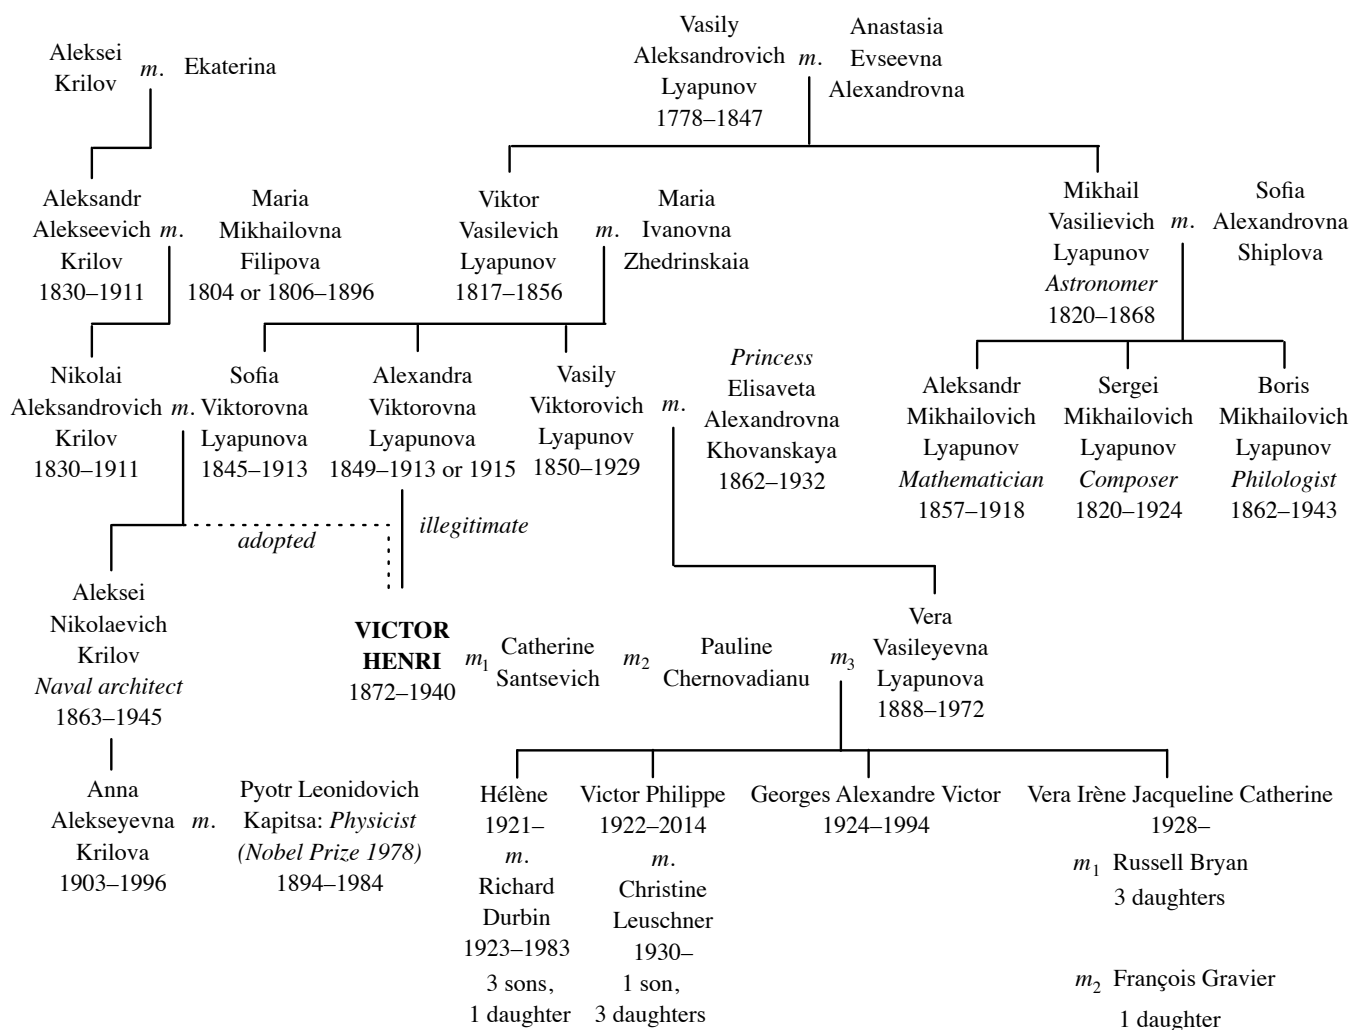 Aleksei
Krilov
m.
Ekaterina
Vasily
Aleksandrovich
Lyapunov
1778–1847
m.
Anastasia
Evseevna
Alexandrovna
Aleksandr
Alekseevich
Krilov
1830–1911
m.
Maria
Mikhailovna
Filipova
1804 or 1806–1896
Viktor
Vasilevich
Lyapunov
1817–1856
m.
Maria
Ivanovna
Zhedrinskaia
Mikhail
Vasilievich
Lyapunov
Astronomer
1820–1868
m.
Sofia
Alexandrovna
Shiplova
Nikolai
Aleksandrovich
Krilov
1830–1911
m.
Sofia
Viktorovna
Lyapunova
1845–1913
Alexandra
Viktorovna
Lyapunova
1849–1913 or 1915
Vasily
Viktorovich
Lyapunov
1850–1929
m.
Princess
Elisaveta
Alexandrovna
Khovanskaya
1862–1932
Aleksandr
Mikhailovich
Lyapunov
Mathematician
1857–1918
Sergei
Mikhailovich
Lyapunov
Composer
1820–1924
Boris
Mikhailovich
Lyapunov
Philologist
1862–1943
adopted
illegitimate
Aleksei
Nikolaevich
Krilov
Naval architect
1863–1945
VICTOR
HENRI
1872–1940
m1
Catherine
Santsevich
m2
Pauline
Chernovadianu
m3
Vera
Vasileyevna
Lyapunova
1888–1972
Anna
Alekseyevna
Krilova
1903–1996
m.
Pyotr Leonidovich
Kapitsa: Physicist
(Nobel Prize 1978)
1894–1984
Hélène
1921–
m.
Richard
Durbin
1923–1983
3 sons,
1 daughter
Victor Philippe
1922–2014
m.
Christine
Leuschner
1930–
1 son,
3 daughters
Georges Alexandre Victor
1924–1994
Vera Irène Jacqueline Catherine
1928–
m1 Russell Bryan
3 daughters
m2 François Gravier
1 daughter